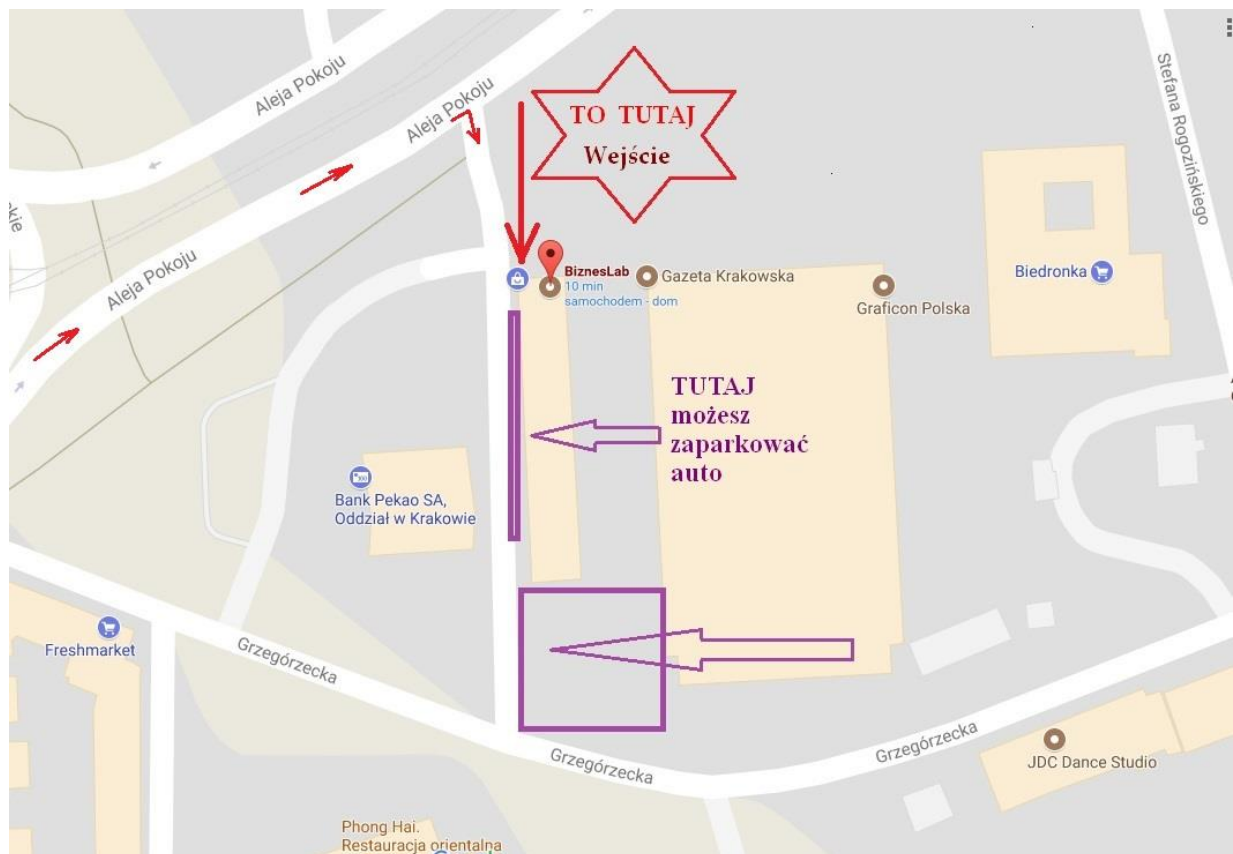 Aleja Pokoju
Aleja Pokoju
Aleja Pokoju
Stefana Rogozińskiego
kie
TO TUTAJ
Wejście
BiznesLab
10 min
samochodem - dom
Gazeta Krakowska
Graficon Polska
Biedronka
TUTAJ
możesz
zaparkować
auto
Bank Pekao SA,
Oddział w Krakowie
Freshmarket
Grzegórzecka
Grzegórzecka
Grzegórzecka
JDC Dance Studio
Phong Hai.
Restauracja orientalna